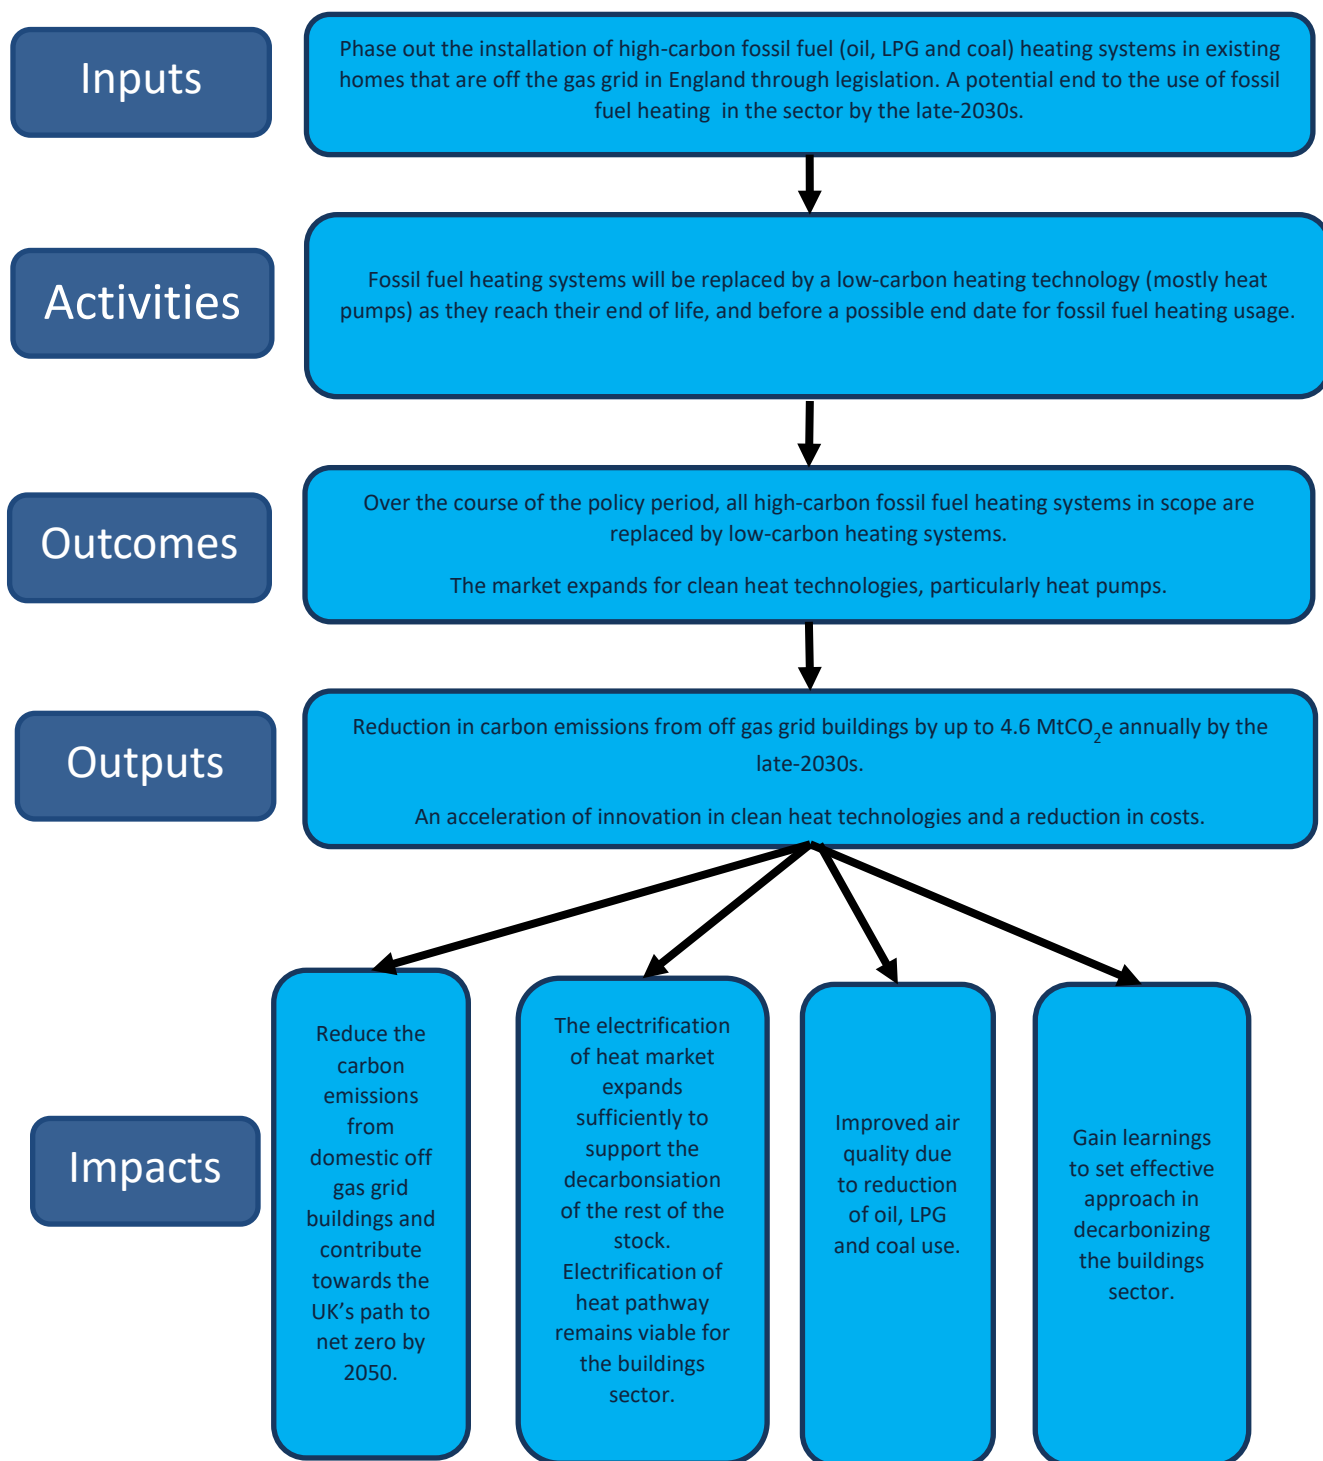 Inputs
Phase out the installation of high-carbon fossil fuel (oil, LPG and coal) heating systems in existing
homes that are off the gas grid in England through legislation. A potential end to the use of fossil
fuel heating in the sector by the late-2030s.
Activities
Fossil fuel heating systems will be replaced by a low-carbon heating technology (mostly heat
pumps) as they reach their end of life, and before a possible end date for fossil fuel heating usage.
Outcomes
Over the course of the policy period, all high-carbon fossil fuel heating systems in scope are
replaced by low-carbon heating systems.
The market expands for clean heat technologies, particularly heat pumps.
Outputs
Reduction in carbon emissions from off gas grid buildings by up to 4.6 MtCO₂e annually by the
late-2030s.
An acceleration of innovation in clean heat technologies and a reduction in costs.
Impacts
Reduce the
carbon
emissions
from
domestic off
gas grid
buildings and
contribute
towards the
UK’s path to
net zero by
2050.
The electrification
of heat market
expands
sufficiently to
support the
decarbonsiation
of the rest of the
stock.
Electrification of
heat pathway
remains viable for
the buildings
sector.
Improved air
quality due
to reduction
of oil, LPG
and coal use.
Gain learnings
to set effective
approach in
decarbonizing
the buildings
sector.